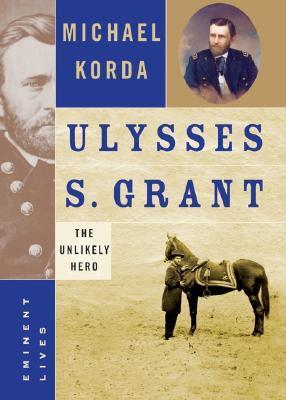 MICHAEL
KORDA
ULYSSES
S. GRANT
THE
UNLIKELY
HERO
EMINENT
LIVES